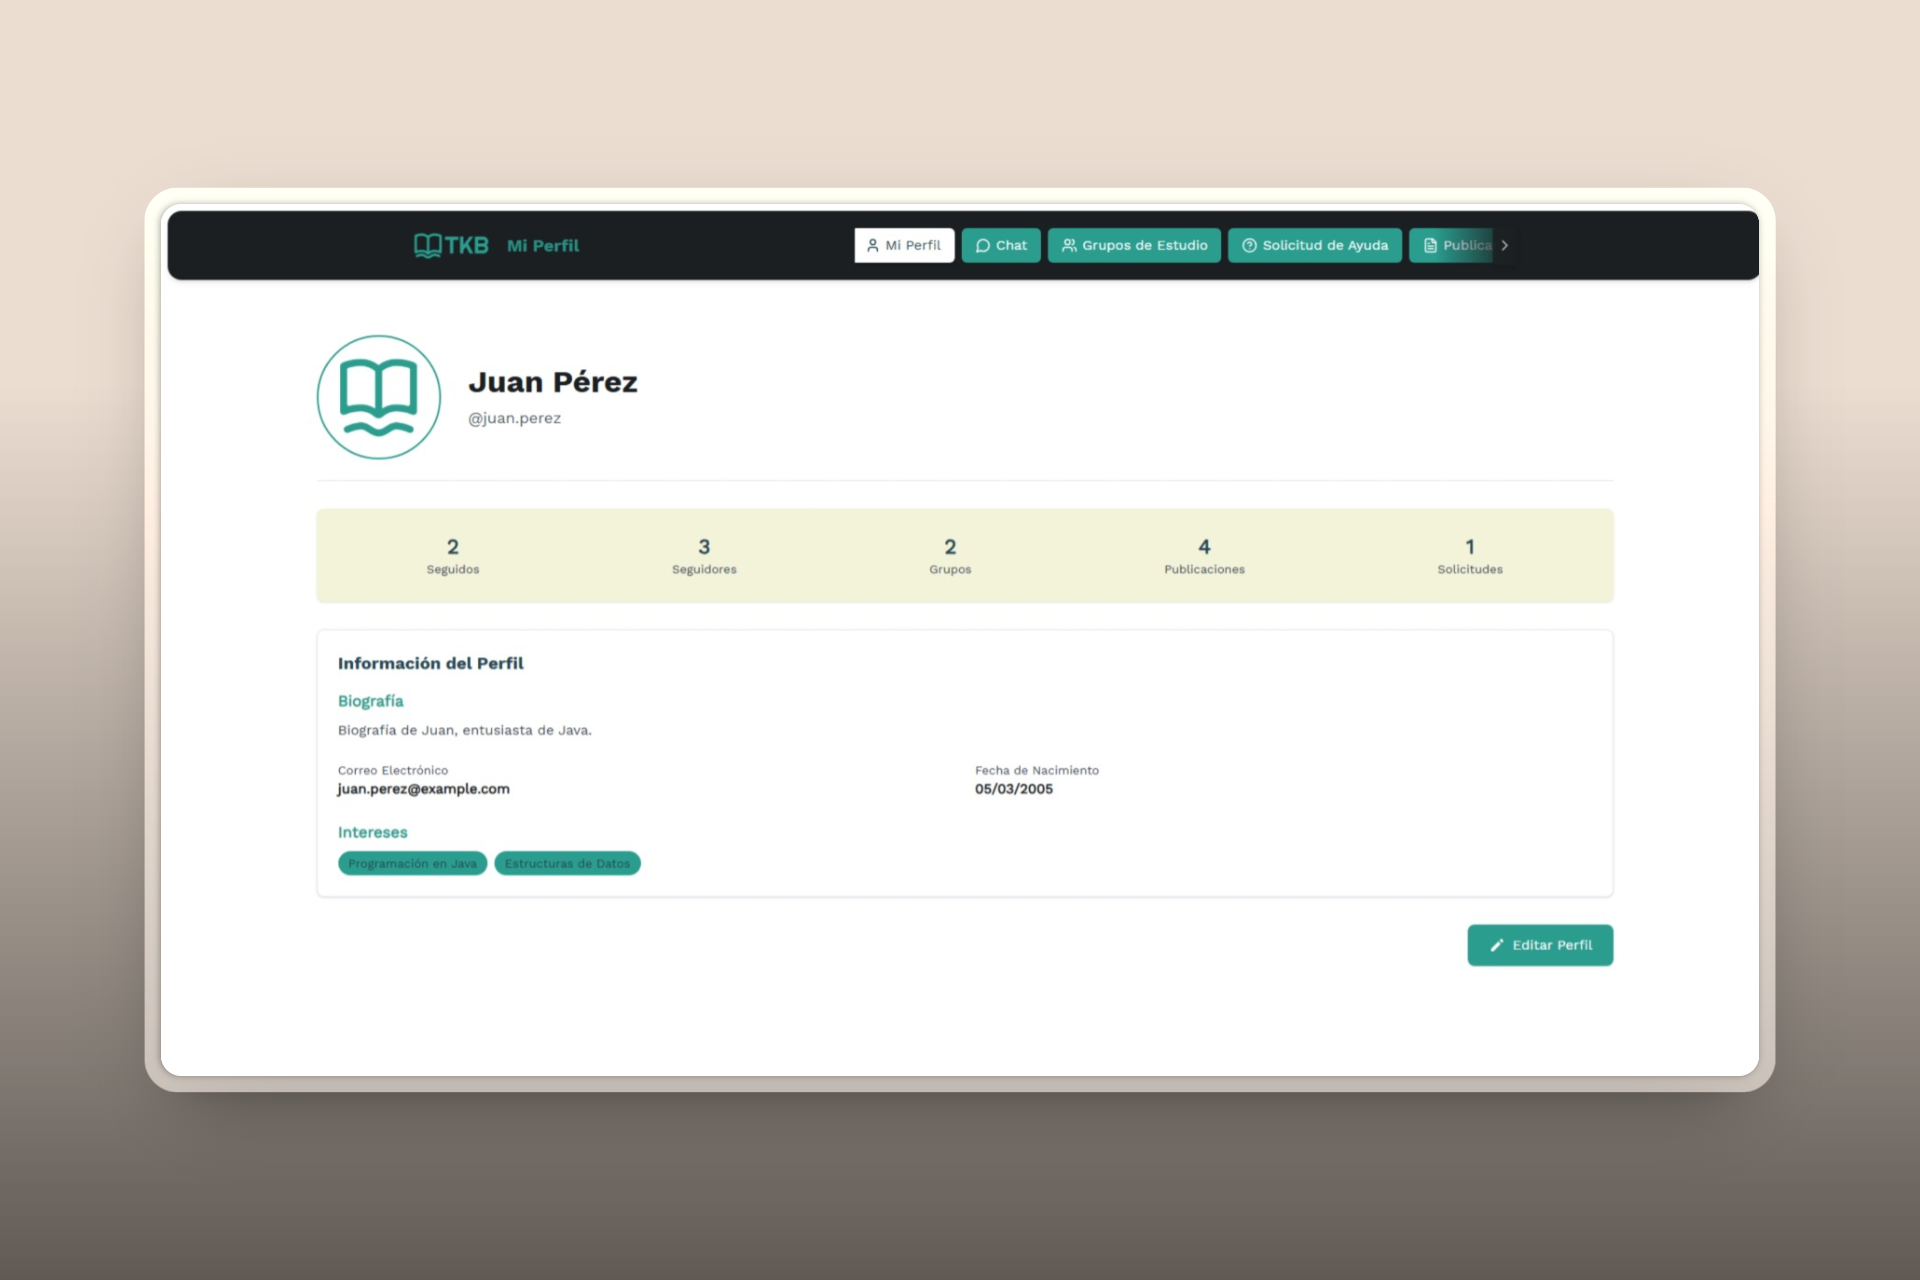 TKB Mi Perfil
Mi Perfil Chat Grupos de Estudio Solicitud de Ayuda Publica
Juan Pérez
@juan.perez
2 3 2 4 1
Seguidos Seguidores Grupos Publicaciones Solicitudes
Información del Perfil
Biografía
Biografía de Juan, entusiasta de Java.
Correo Electrónico Fecha de Nacimiento
juan.perez@example.com 05/03/2005
Intereses
Programación en Java Estructuras de Datos
Editar Perfil